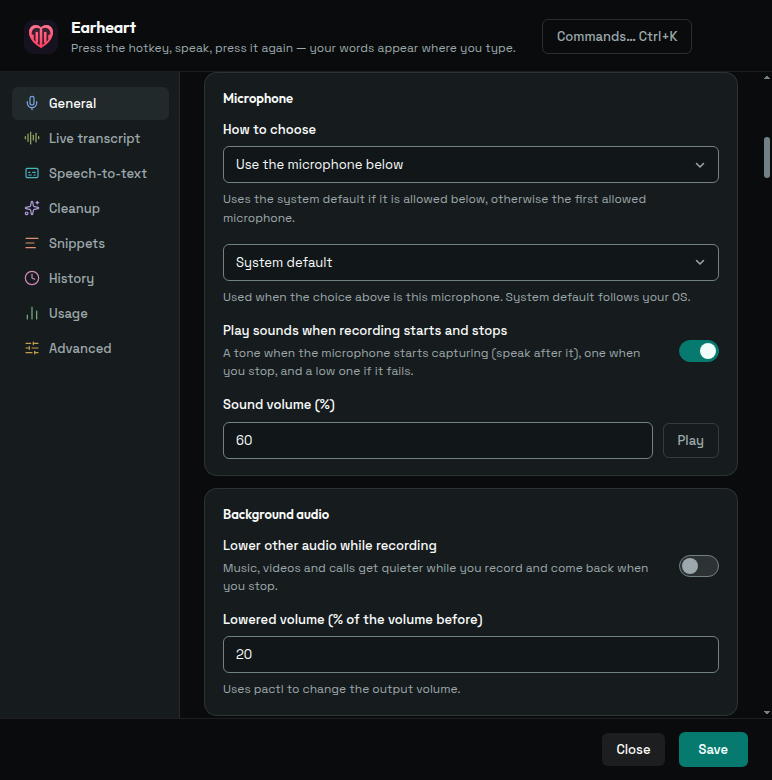 Earheart
Press the hotkey, speak, press it again — your words appear where you type.
Commands... Ctrl+K
General
Live transcript
Speech-to-text
Cleanup
Snippets
History
Usage
Advanced
Microphone
How to choose
Use the microphone below
Uses the system default if it is allowed below, otherwise the first allowed
microphone.
System default
Used when the choice above is this microphone. System default follows your OS.
Play sounds when recording starts and stops
A tone when the microphone starts capturing (speak after it), one when
you stop, and a low one if it fails.
Sound volume (%)
60
Play
Background audio
Lower other audio while recording
Music, videos and calls get quieter while you record and come back when
you stop.
Lowered volume (% of the volume before)
20
Uses pactl to change the output volume.
Close
Save